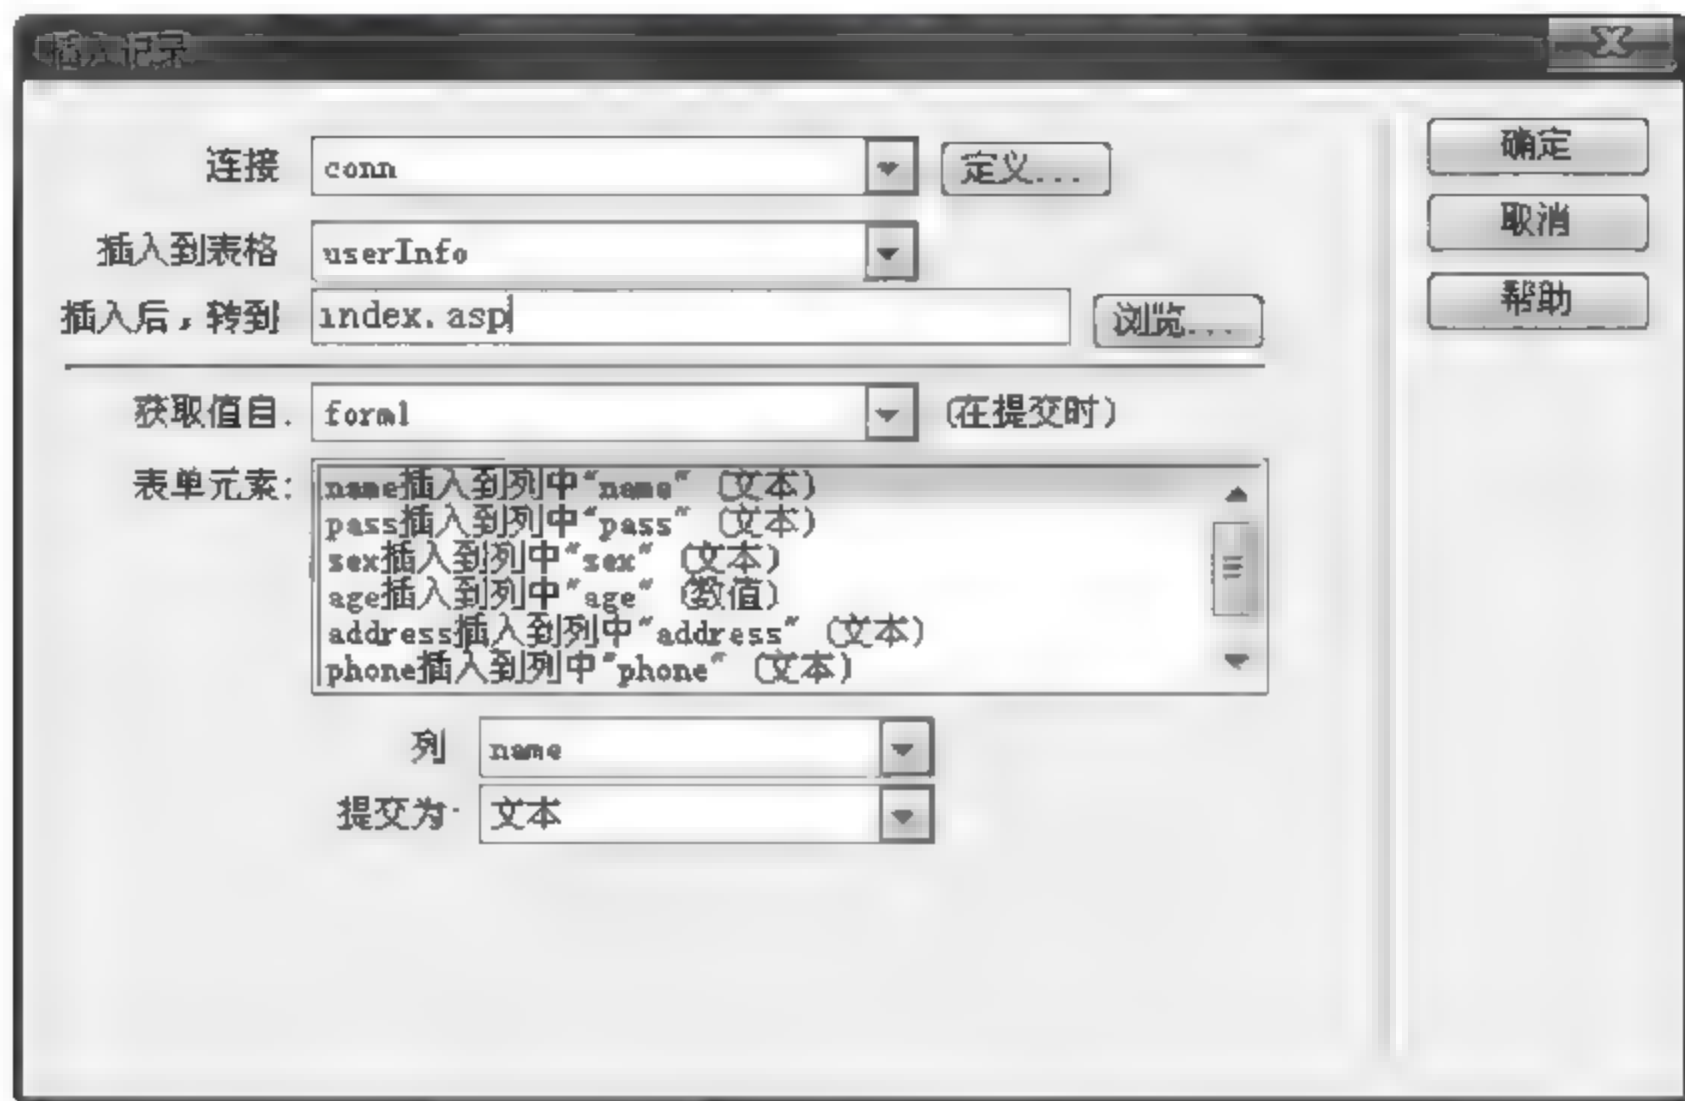 插入记录
连接 conn 定义... 确定
插入到表格 userInfo 取消
插入后，转到 index.asp 浏览... 帮助
获取值自. form1 (在提交时)
表单元素: name插入到列中"name" (文本)
pass插入到列中"pass" (文本)
sex插入到列中"sex" (文本)
age插入到列中"age" (数值)
address插入到列中"address" (文本)
phone插入到列中"phone" (文本)
列 name
提交为· 文本